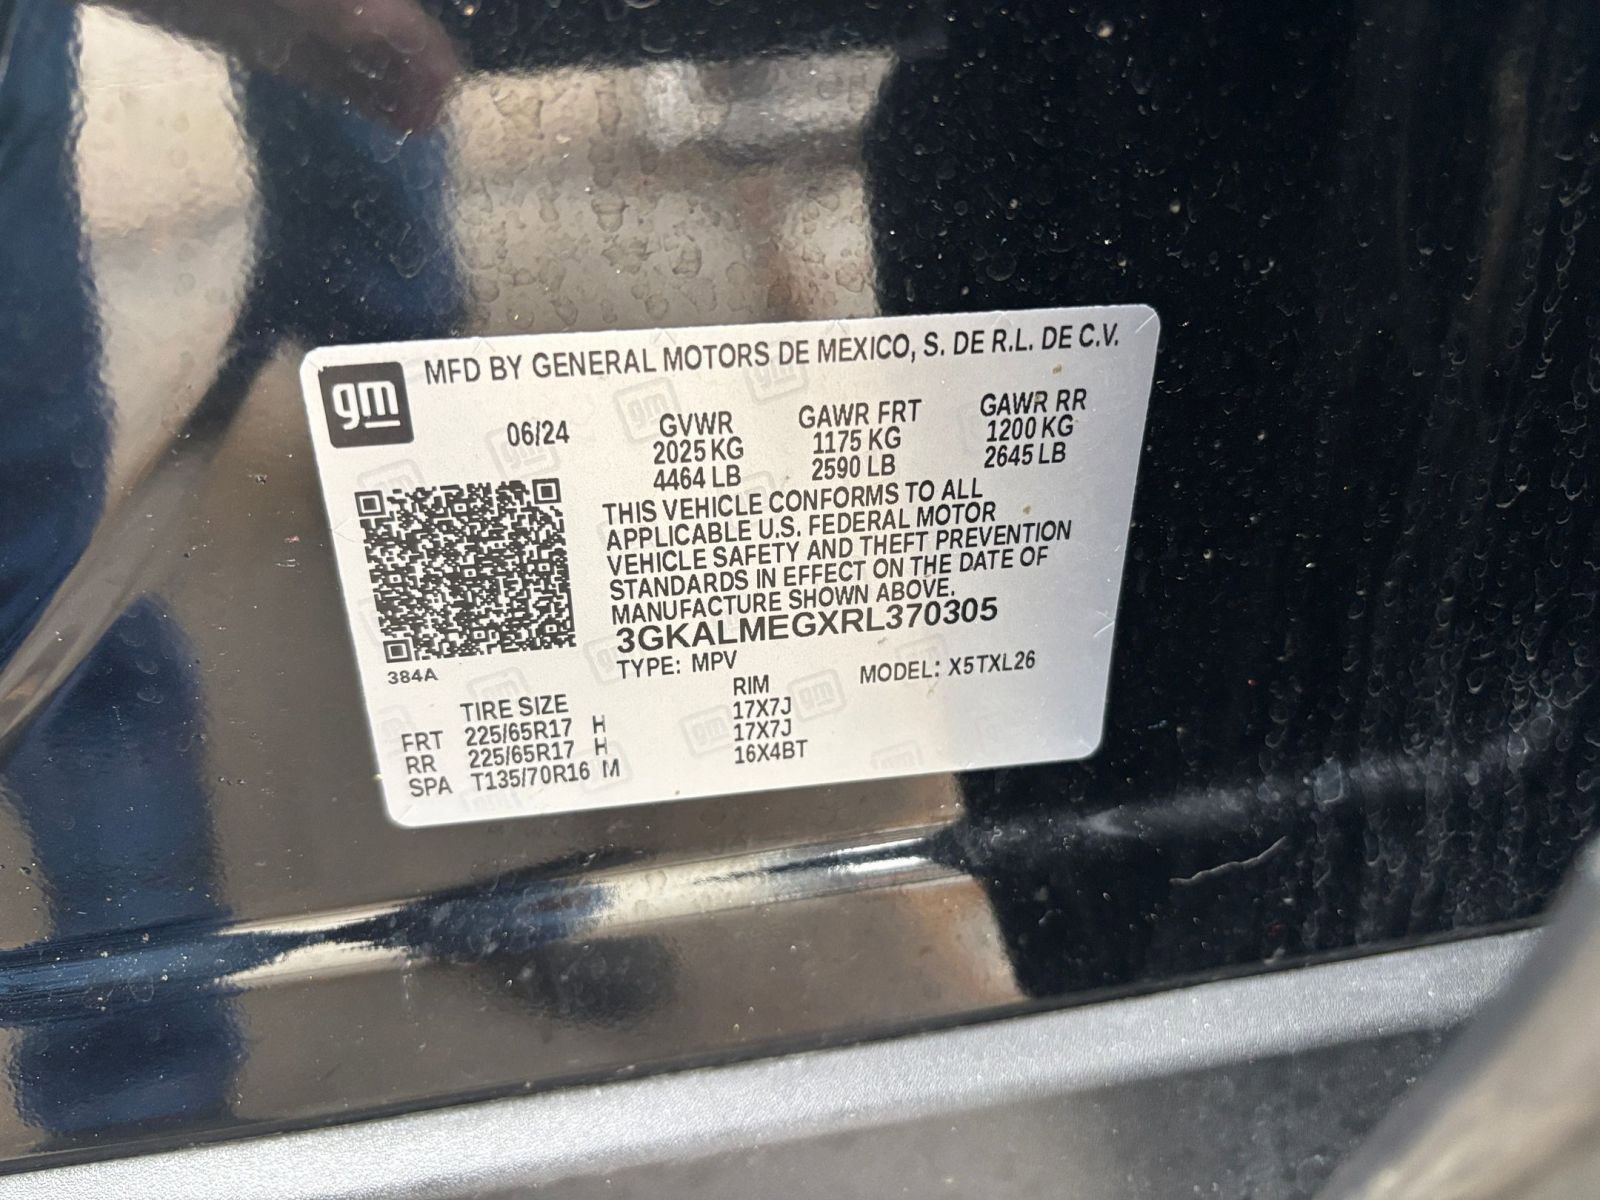 gm MFD BY GENERAL MOTORS DE MEXICO, S. DE R.L. DE C.V.
06/24 GVWR GAWR FRT GAWR RR
2025 KG 1175 KG 1200 KG
4464 LB 2590 LB 2645 LB
THIS VEHICLE CONFORMS TO ALL
APPLICABLE U.S. FEDERAL MOTOR
VEHICLE SAFETY AND THEFT PREVENTION
STANDARDS IN EFFECT ON THE DATE OF
MANUFACTURE SHOWN ABOVE.
3GKALMEGXRL370305
384A TYPE: MPV MODEL: X5TXL26
TIRE SIZE RIM
FRT 225/65R17 H 17X7J
RR 225/65R17 H 17X7J
SPA T135/70R16 M 16X4BT